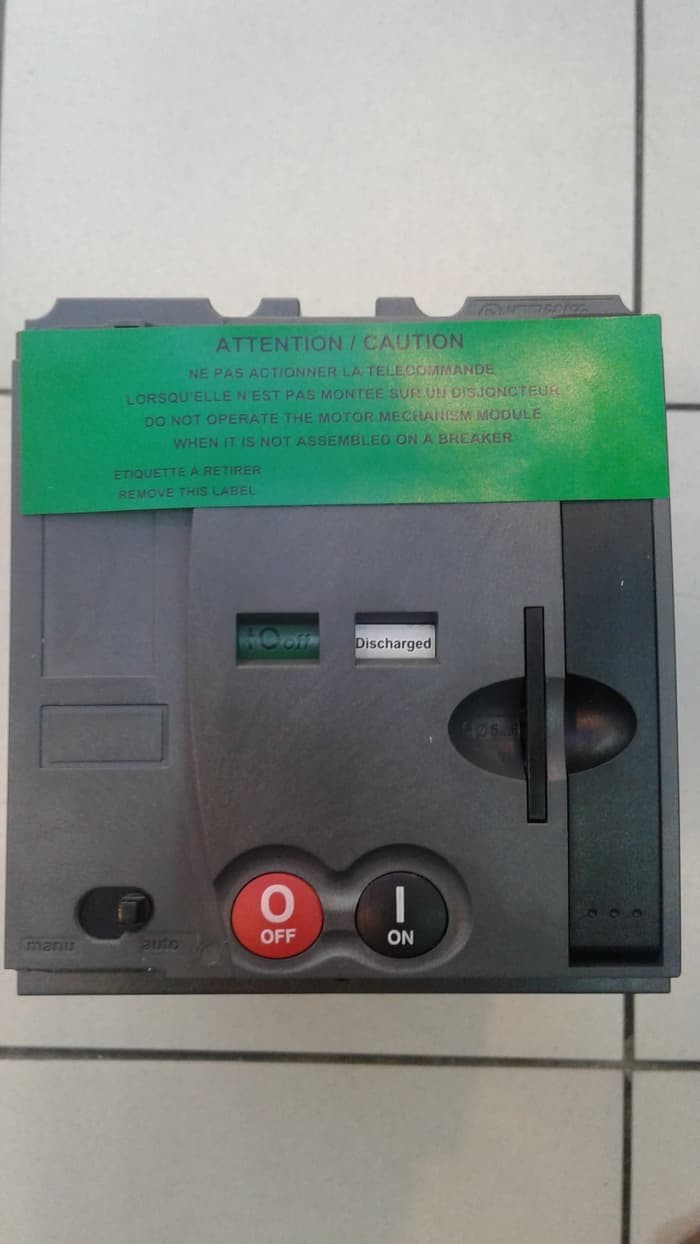 ATTENTION / CAUTION
NE PAS ACTIONNER LA TELECOMMANDE
LORSQU'ELLE N'EST PAS MONTEE SUR UN DISJONCTEUR
DO NOT OPERATE THE MOTOR MECHANISM MODULE
WHEN IT IS NOT ASSEMBLED ON A BREAKER
ETIQUETTE A RETIRER
REMOVE THIS LABEL
O off
Discharged
O
OFF
I
ON
manu
auto